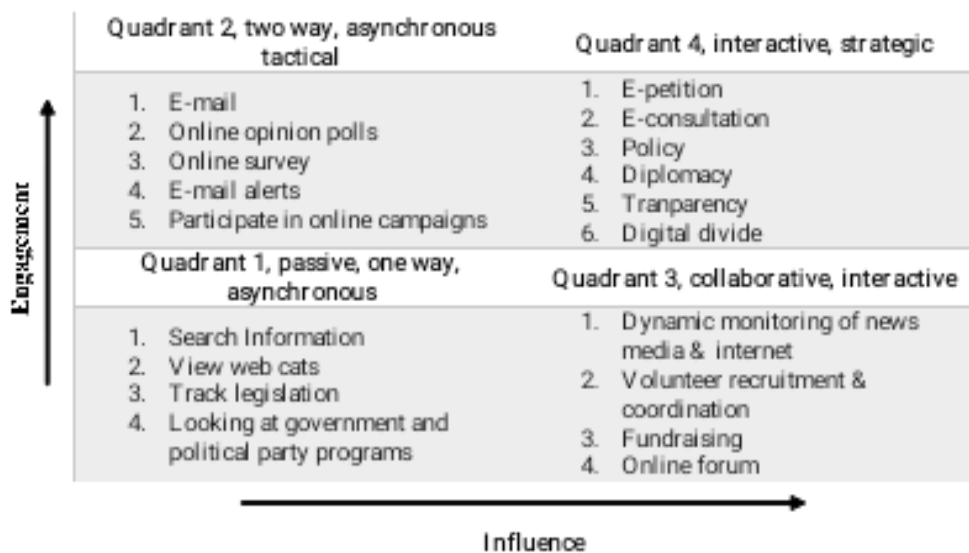 Quadrant 2, two way, asynchronous
tactical
1. E-mail
2. Online opinion polls
3. Online survey
4. E-mail alerts
5. Participate in online campaigns
Quadrant 4, interactive, strategic
1. E-petition
2. E-consultation
3. Policy
4. Diplomacy
5. Tranparency
6. Digital divide
Engagement
Quadrant 1, passive, one way,
asynchronous
1. Search Information
2. View web cats
3. Track legislation
4. Looking at government and
political party programs
Quadrant 3, collaborative, interactive
1. Dynamic monitoring of news
media & internet
2. Volunteer recruitment &
coordination
3. Fundraising
4. Online forum
Influence